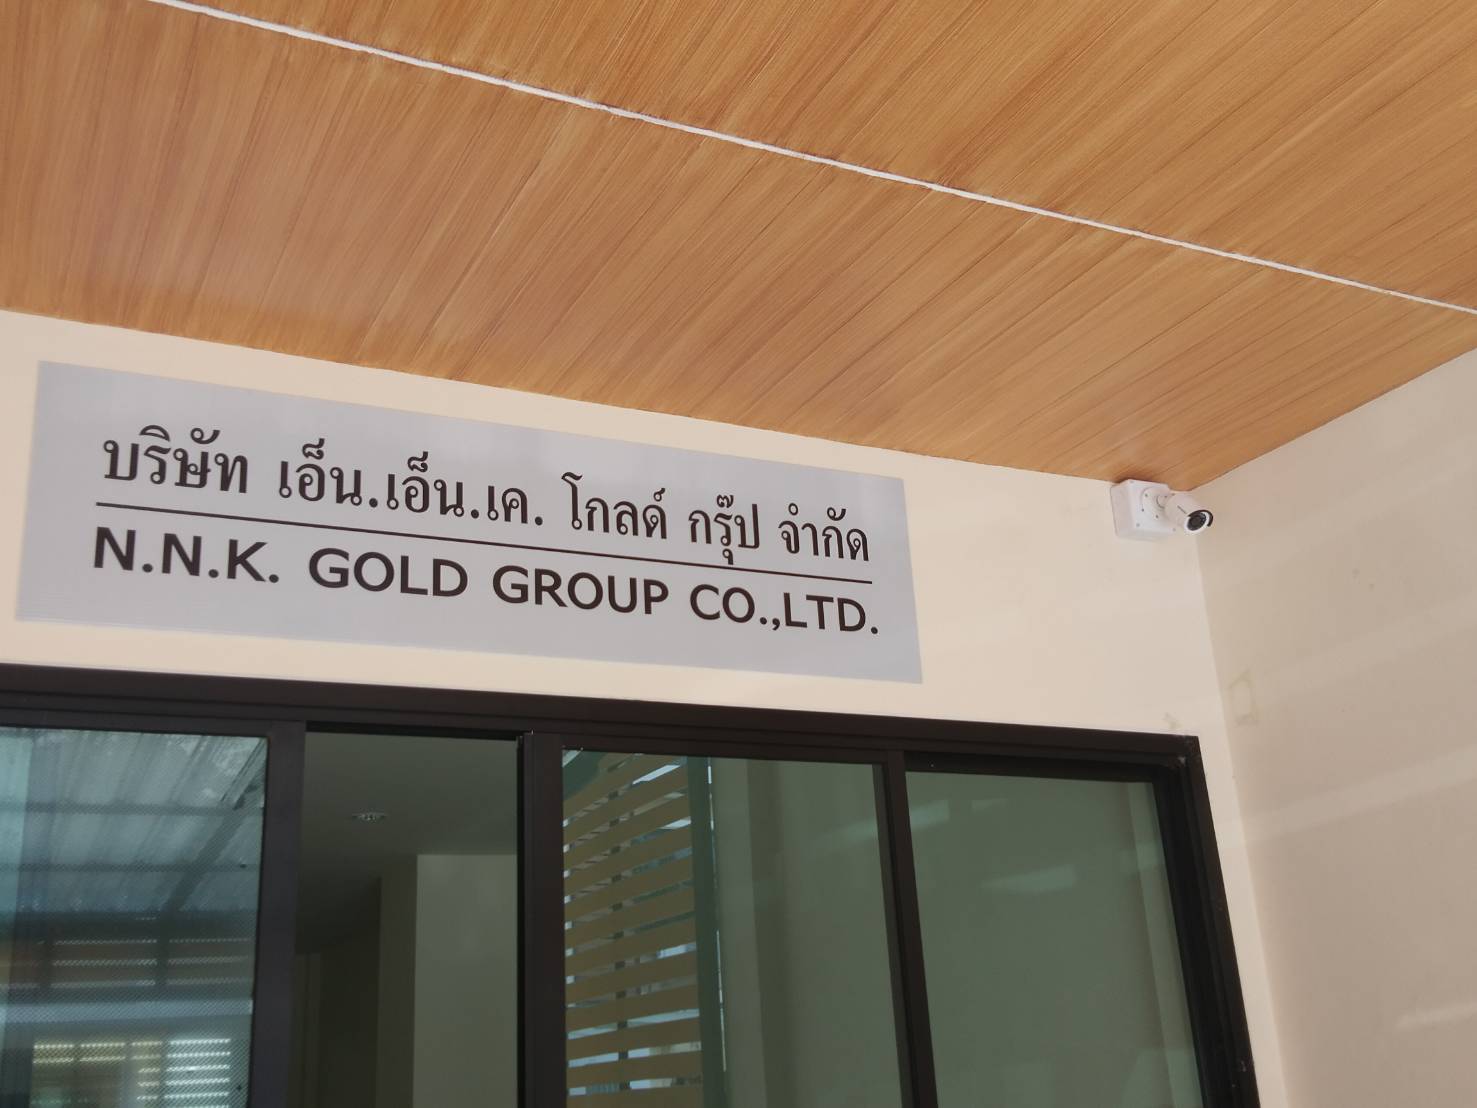 บริษัท เอ็น.เอ็น.เค. โกลด์ กรุ๊ป จำกัด
N.N.K. GOLD GROUP CO.,LTD.